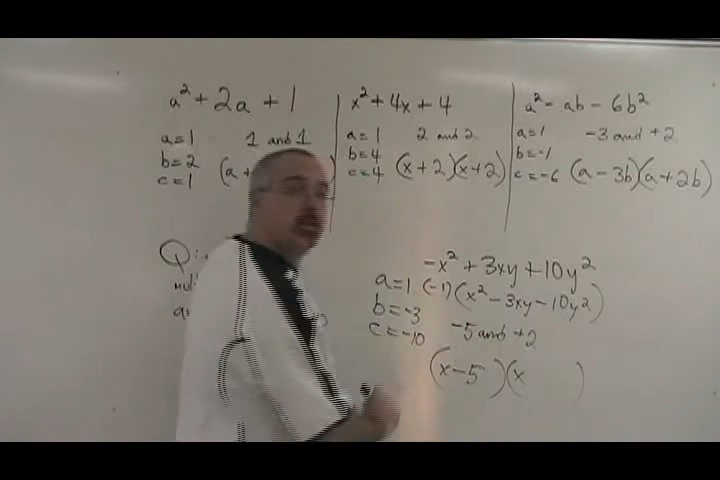 a² + 2a + 1
a = 1 1 and 1
b = 2
c = 1 (a +
x² + 4x + 4
a = 1 2 and 2
b = 4
c = 4 (x + 2)(x + 2)
a² - ab - 6b²
a = 1 -3 and +2
b = -1
c = -6 (a - 3b)(a + 2b)
Q:
-x² + 3xy + 10y²
a = 1 (-1)(x² - 3xy - 10y²)
b = -3
c = -10 -5 and +2
(x - 5 )(x )